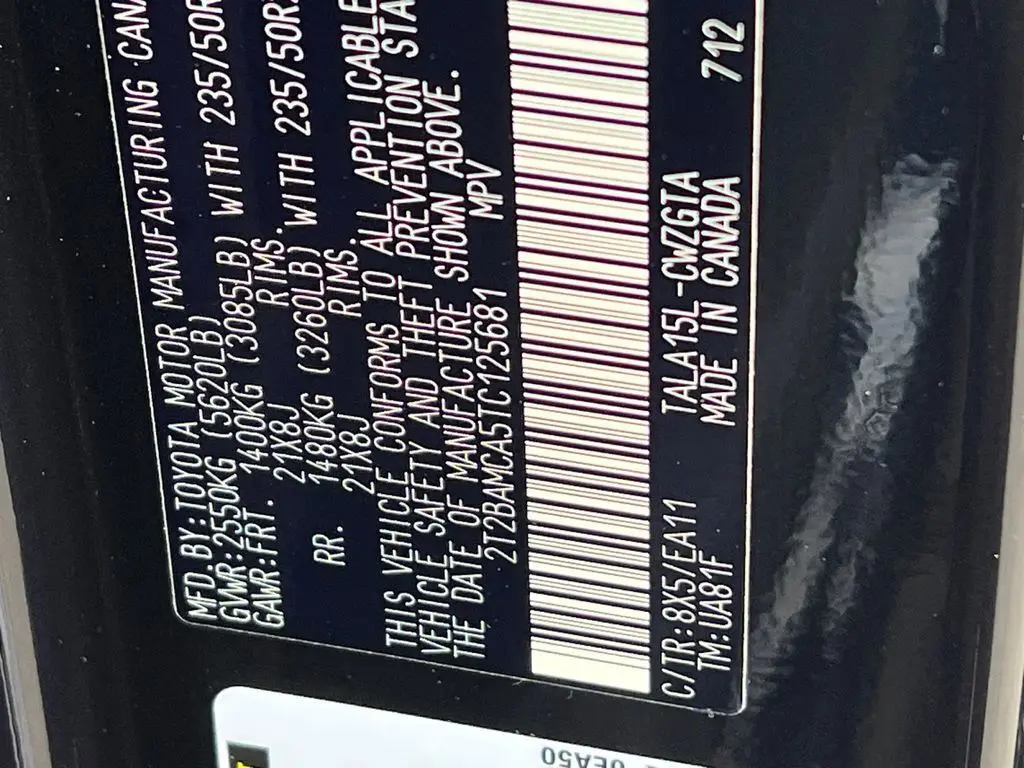 MFD.BY:TOYOTA MOTOR MANUFACTURING CAN
GVWR:2550KG (5620LB)
GAWR:FRT. 1400KG (3085LB) WITH 235/50R
21X8J RIMS.
RR. 1480KG (3260LB) WITH 235/50R
21X8J RIMS.
THIS VEHICLE CONFORMS TO ALL APPLICABLE
VEHICLE SAFETY AND THEFT PREVENTION STA
THE DATE OF MANUFACTURE SHOWN ABOVE.
2T2BAMCA5TC125681 MPV
C/TR:8X5/EA11 TALA15L-CWZGTA 712
TM:UA81F MADE IN CANADA
0EA50